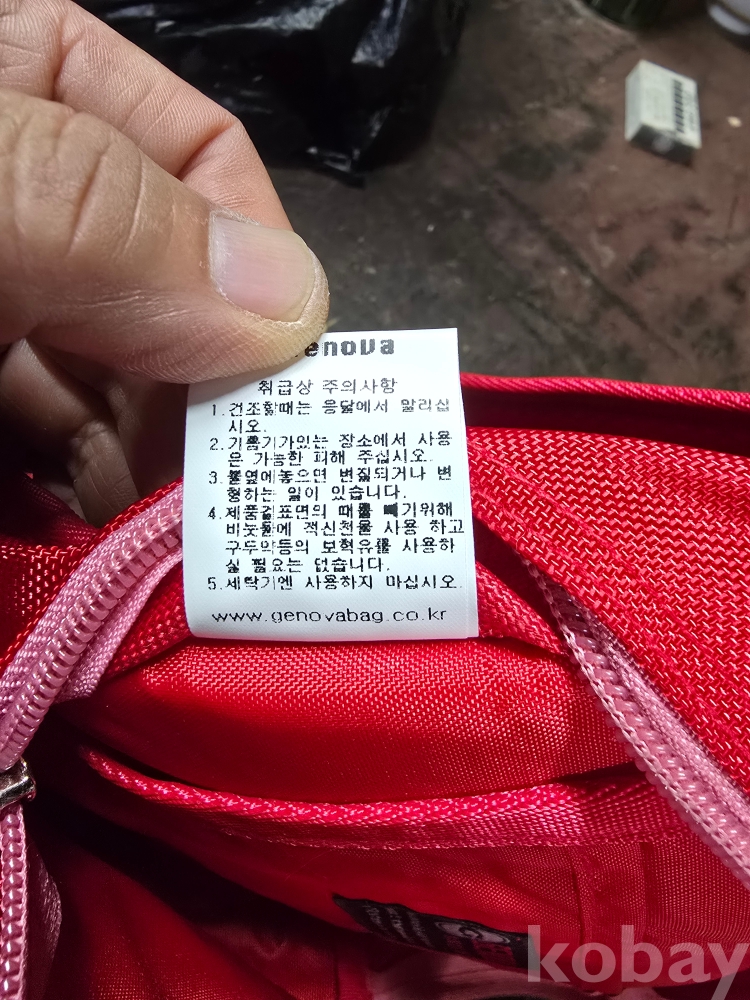 enova
취급상 주의사항
1. 건조할때는 응달에서 말리십
시오.
2. 기름기가있는 장소에서 사용
은 가능한 피해 주십시오.
3. 불옆에놓으면 변질되거나 변
형하는 일이 있습니다.
4. 제품겉표면의 때를 빼기위해
비눗물에 적신천을 사용 하고
구두약등의 보혁유를 사용하
실 필요는 없습니다.
5. 세탁기엔 사용하지 마십시오.
www.genovabag.co.kr
kobay